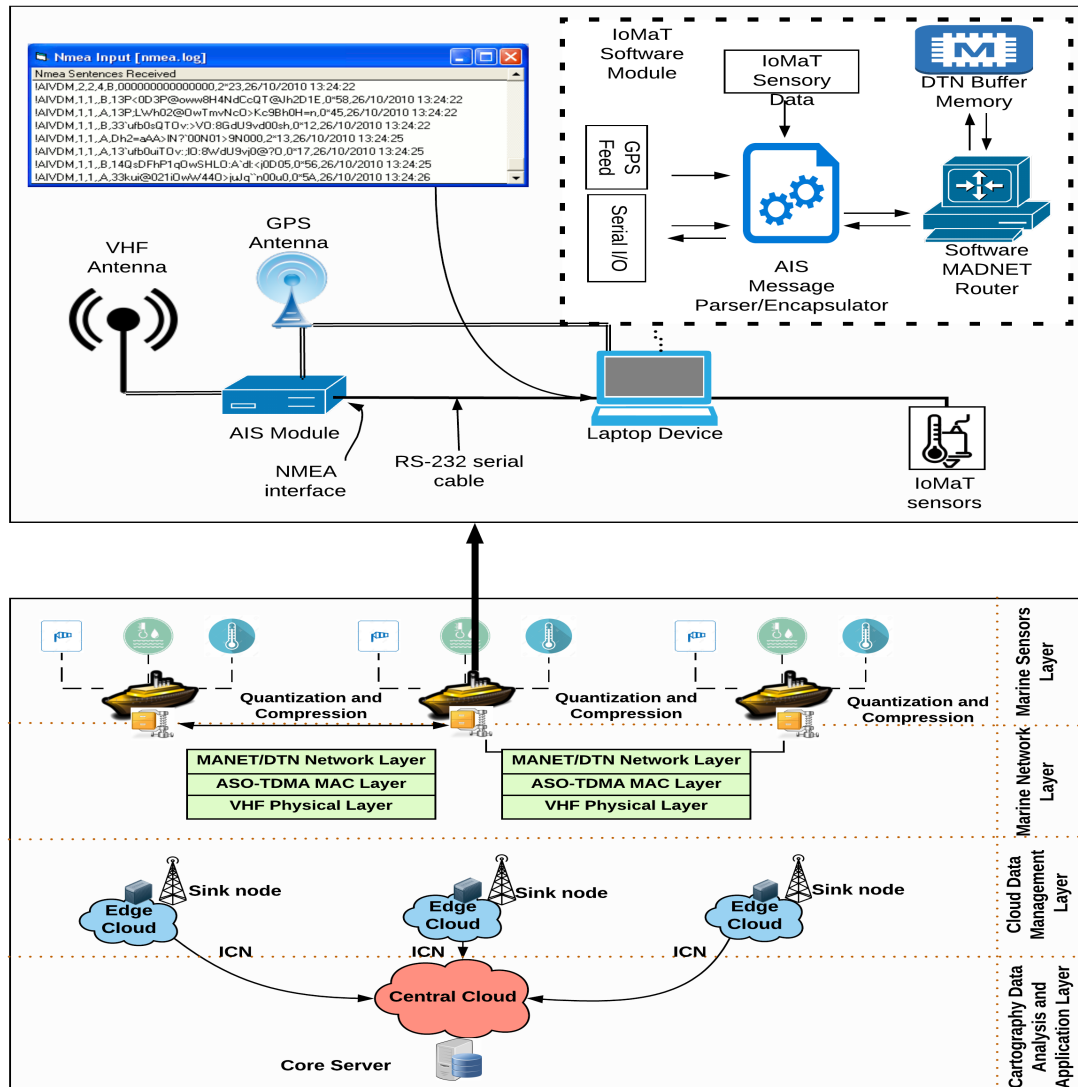 Nmea Input [nmea.log]
Nmea Sentences Received
!AIVDM,2,2,4,B,000000000000000,2*23,26/10/2010 13:24:22
!AIVDM,1,1,,B,13P<0D3P@oww8H4NdCcQT@Jh2D1E,0*58,26/10/2010 13:24:22
!AIVDM,1,1,,A,13P;LWh02@OwTmvNcO>Kc9Bh0H=n,0*45,26/10/2010 13:24:22
!AIVDM,1,1,,B,33`ufb0sQTOv:>VO:8GdU9vd00sh,0*12,26/10/2010 13:24:22
!AIVDM,1,1,,A,Dh2=aAA>IN?`00N01>9N000,2*13,26/10/2010 13:24:25
!AIVDM,1,1,,A,13`ufb0uiTOv:;IO:8WdU9vj0@?O,0*17,26/10/2010 13:24:25
!AIVDM,1,1,,B,14QsDFhP1qOwSHLO:A`dl:<j0D05,0*56,26/10/2010 13:24:25
!AIVDM,1,1,,A,33kui@021iOwW44O>juJq``n00u0,0*5A,26/10/2010 13:24:26
IoMaT
Software
Module
IoMaT
Sensory
Data
DTN Buffer
Memory
GPS
Feed
Serial I/O
AIS
Message
Parser/Encapsulator
Software
MADNET
Router
VHF
Antenna
GPS
Antenna
AIS Module
NMEA
interface
RS-232 serial
cable
Laptop Device
IoMaT
sensors
Quantization and
Compression
Quantization and
Compression
Quantization and
Compression
Marine Sensors
Layer
MANET/DTN Network Layer
ASO-TDMA MAC Layer
VHF Physical Layer
MANET/DTN Network Layer
ASO-TDMA MAC Layer
VHF Physical Layer
Marine Network
Layer
Sink node
Edge
Cloud
Sink node
Edge
Cloud
Sink node
Edge
Cloud
Cloud Data
Management
Layer
ICN
ICN
ICN
Central Cloud
Core Server
Cartography Data
Analysis and
Application Layer